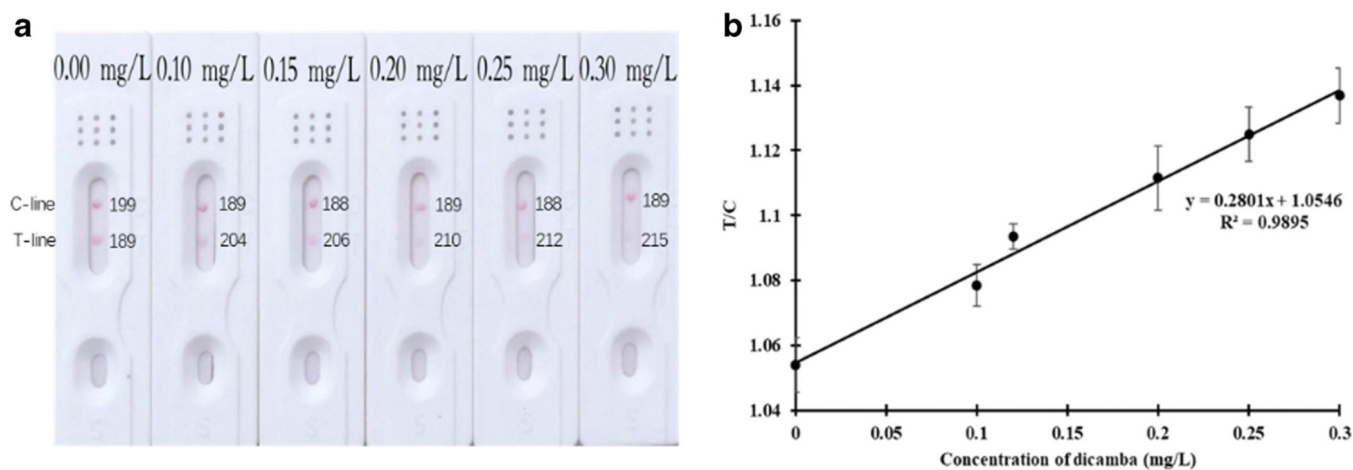 a
0.00 mg/L 0.10 mg/L 0.15 mg/L 0.20 mg/L 0.25 mg/L 0.30 mg/L
C-line 199 189 188 189 188 189
T-line 189 204 206 210 212 215
S S S S S S
b
1.16
1.14
1.12
1.1
1.08
1.06
1.04
T/C
y = 0.2801x + 1.0546
R² = 0.9895
0 0.05 0.1 0.15 0.2 0.25 0.3
Concentration of dicamba (mg/L)